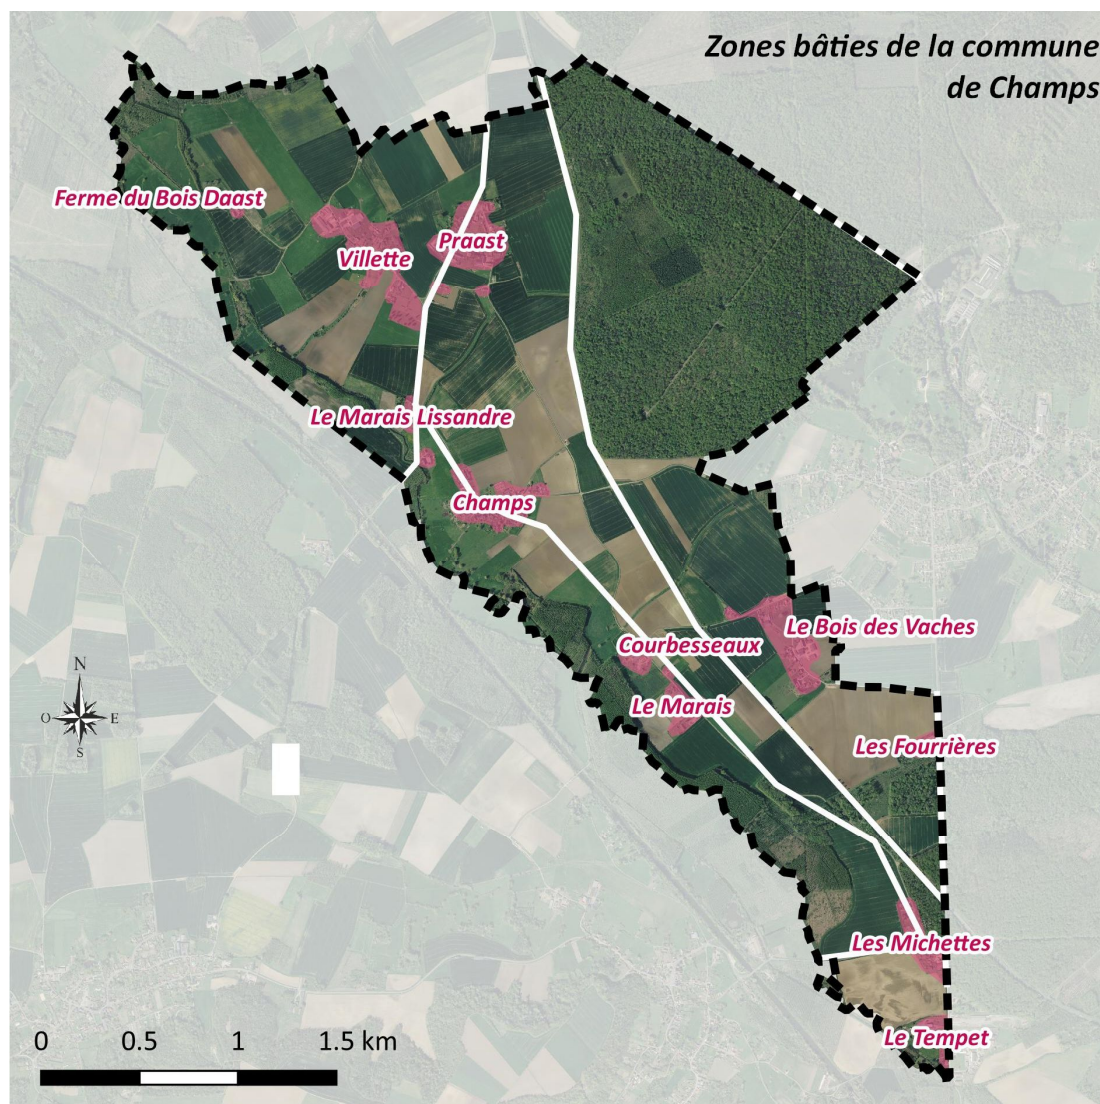 Zones bâties de la commune
de Champs
Ferme du Bois Daast
Praast
Villette
Le Marais Lissandre
Champs
Le Bois des Vaches
Courbesseaux
Le Marais
Les Fourrières
N
O E
S
Les Michettes
Le Tempet
0 0.5 1 1.5 km